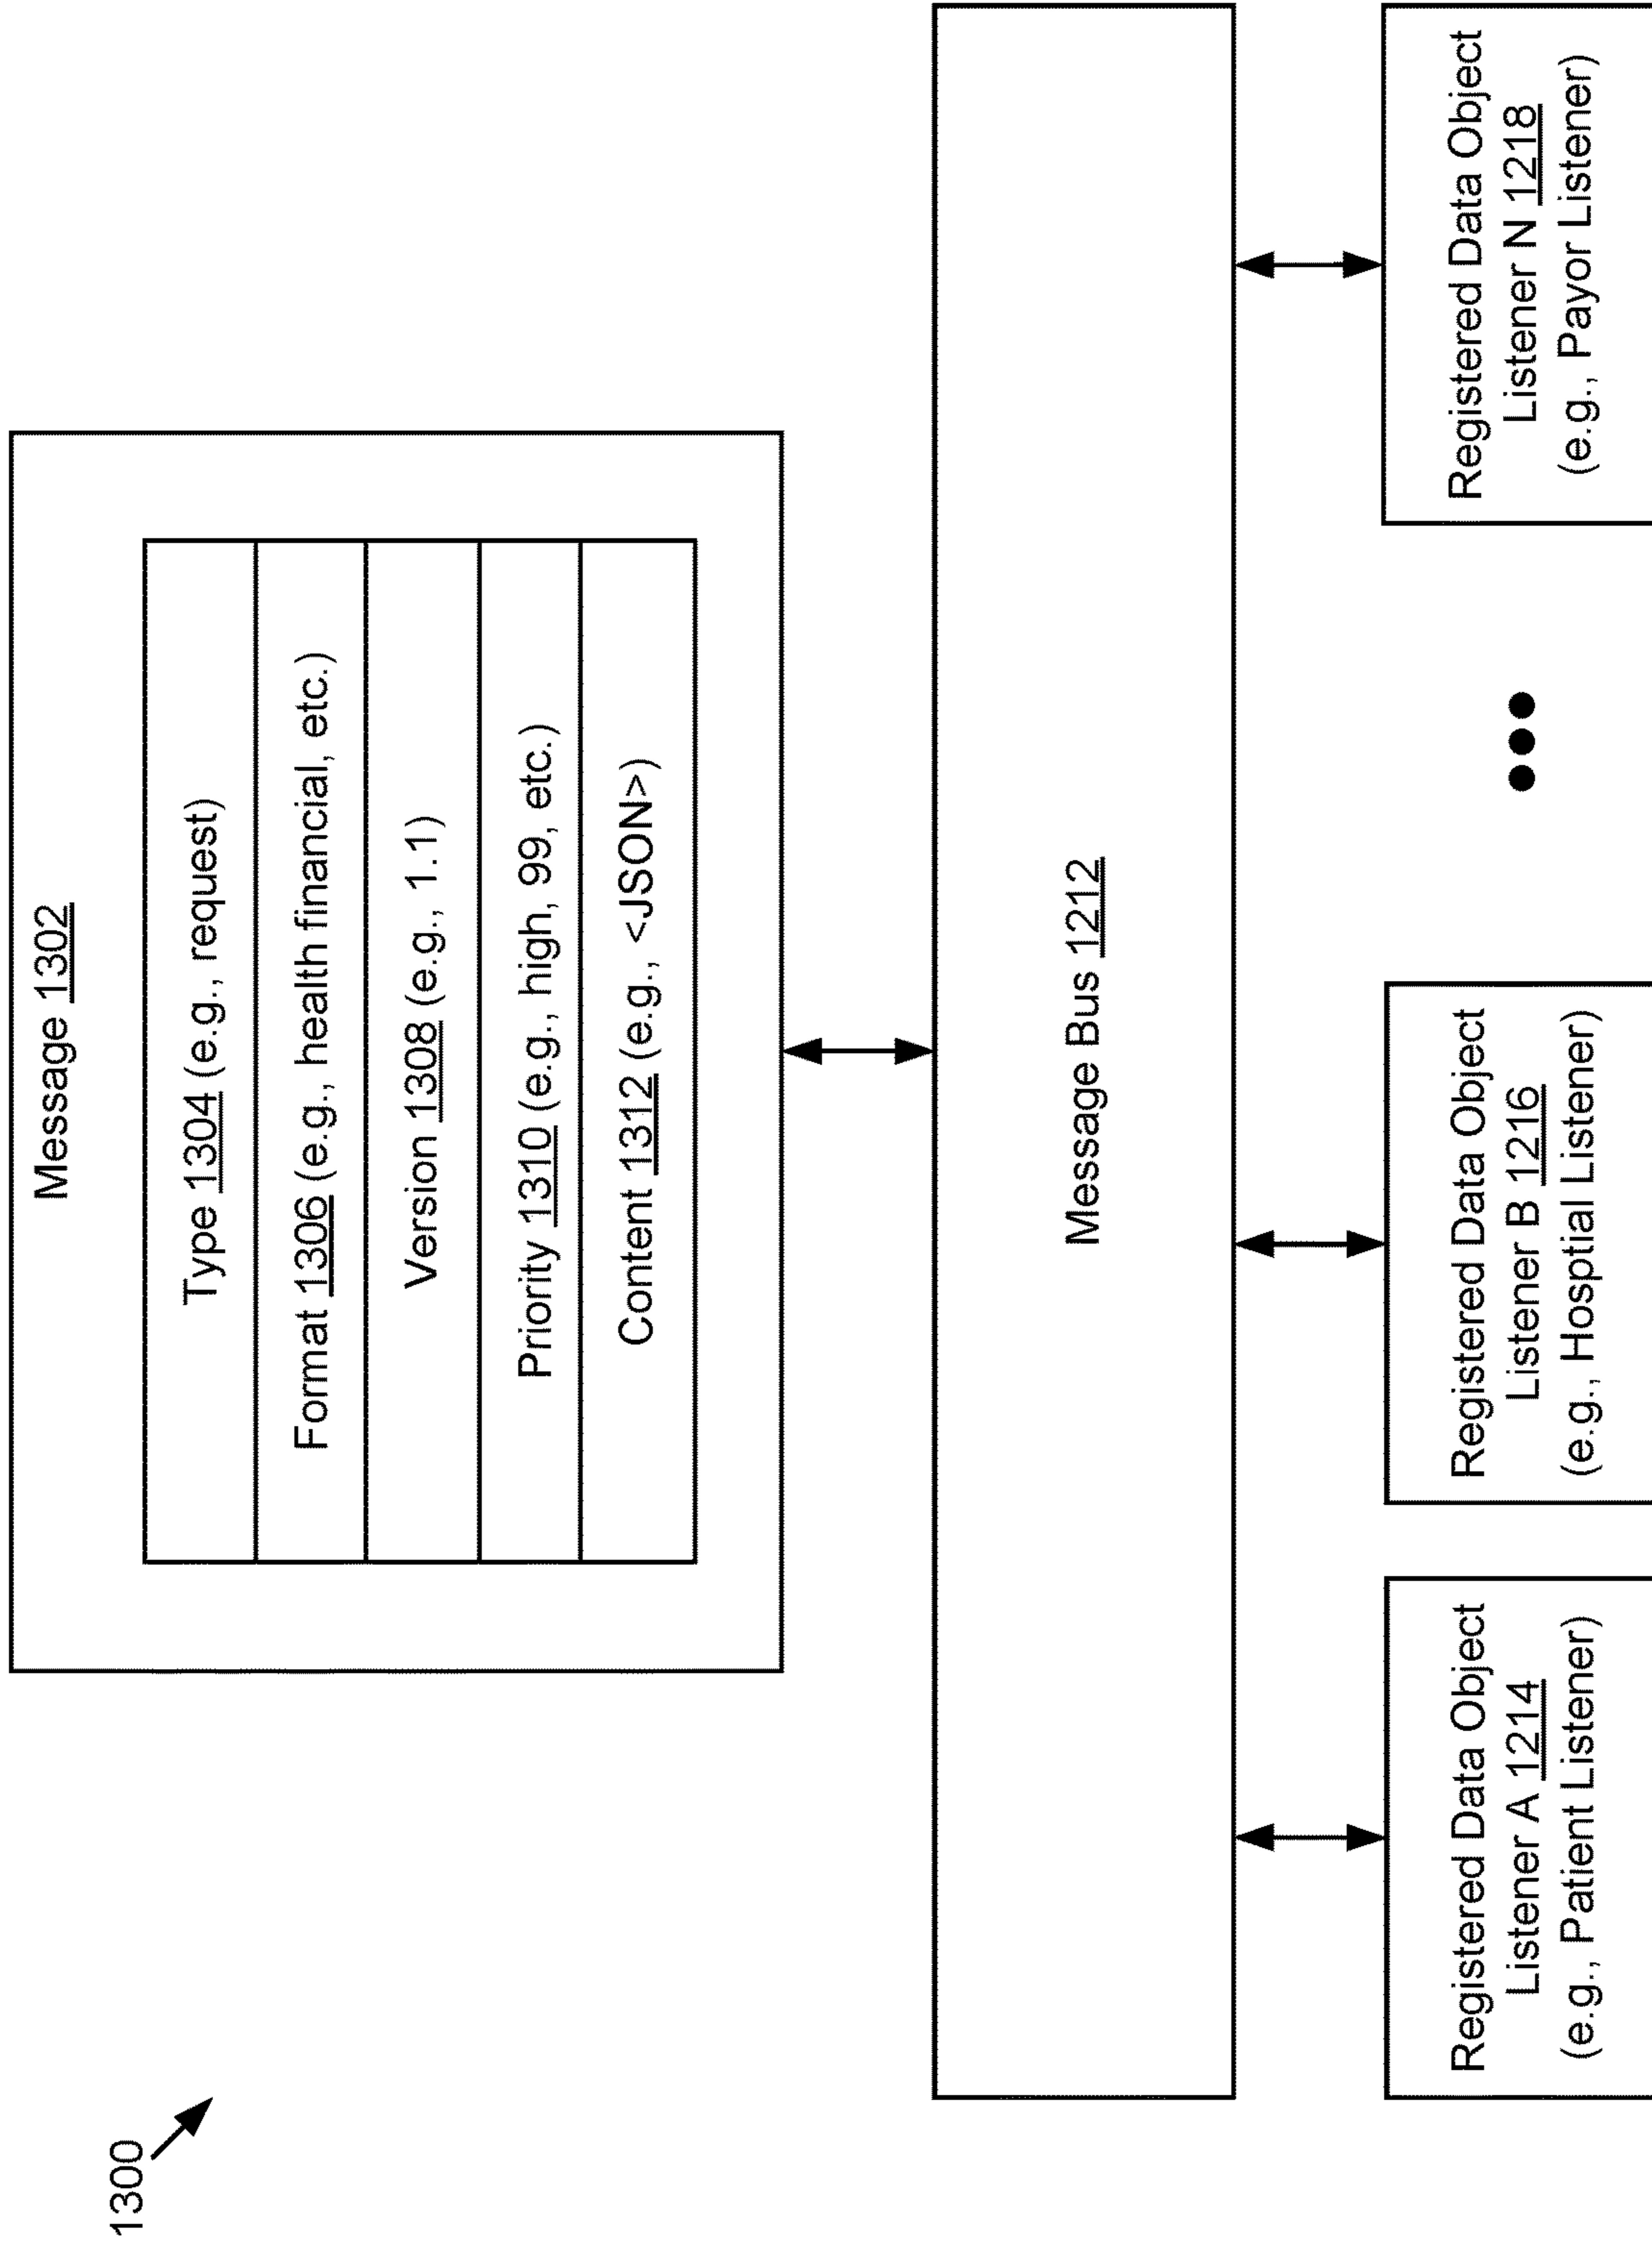 1300
Message 1302
Type 1304 (e.g., request)
Format 1306 (e.g., health financial, etc.)
Version 1308 (e.g., 1.1)
Priority 1310 (e.g., high, 99, etc.)
Content 1312 (e.g., <JSON>)
Message Bus 1212
Registered Data Object
Listener A 1214
(e.g., Patient Listener)
Registered Data Object
Listener B 1216
(e.g., Hosptial Listener)
Registered Data Object
Listener N 1218
(e.g., Payor Listener)